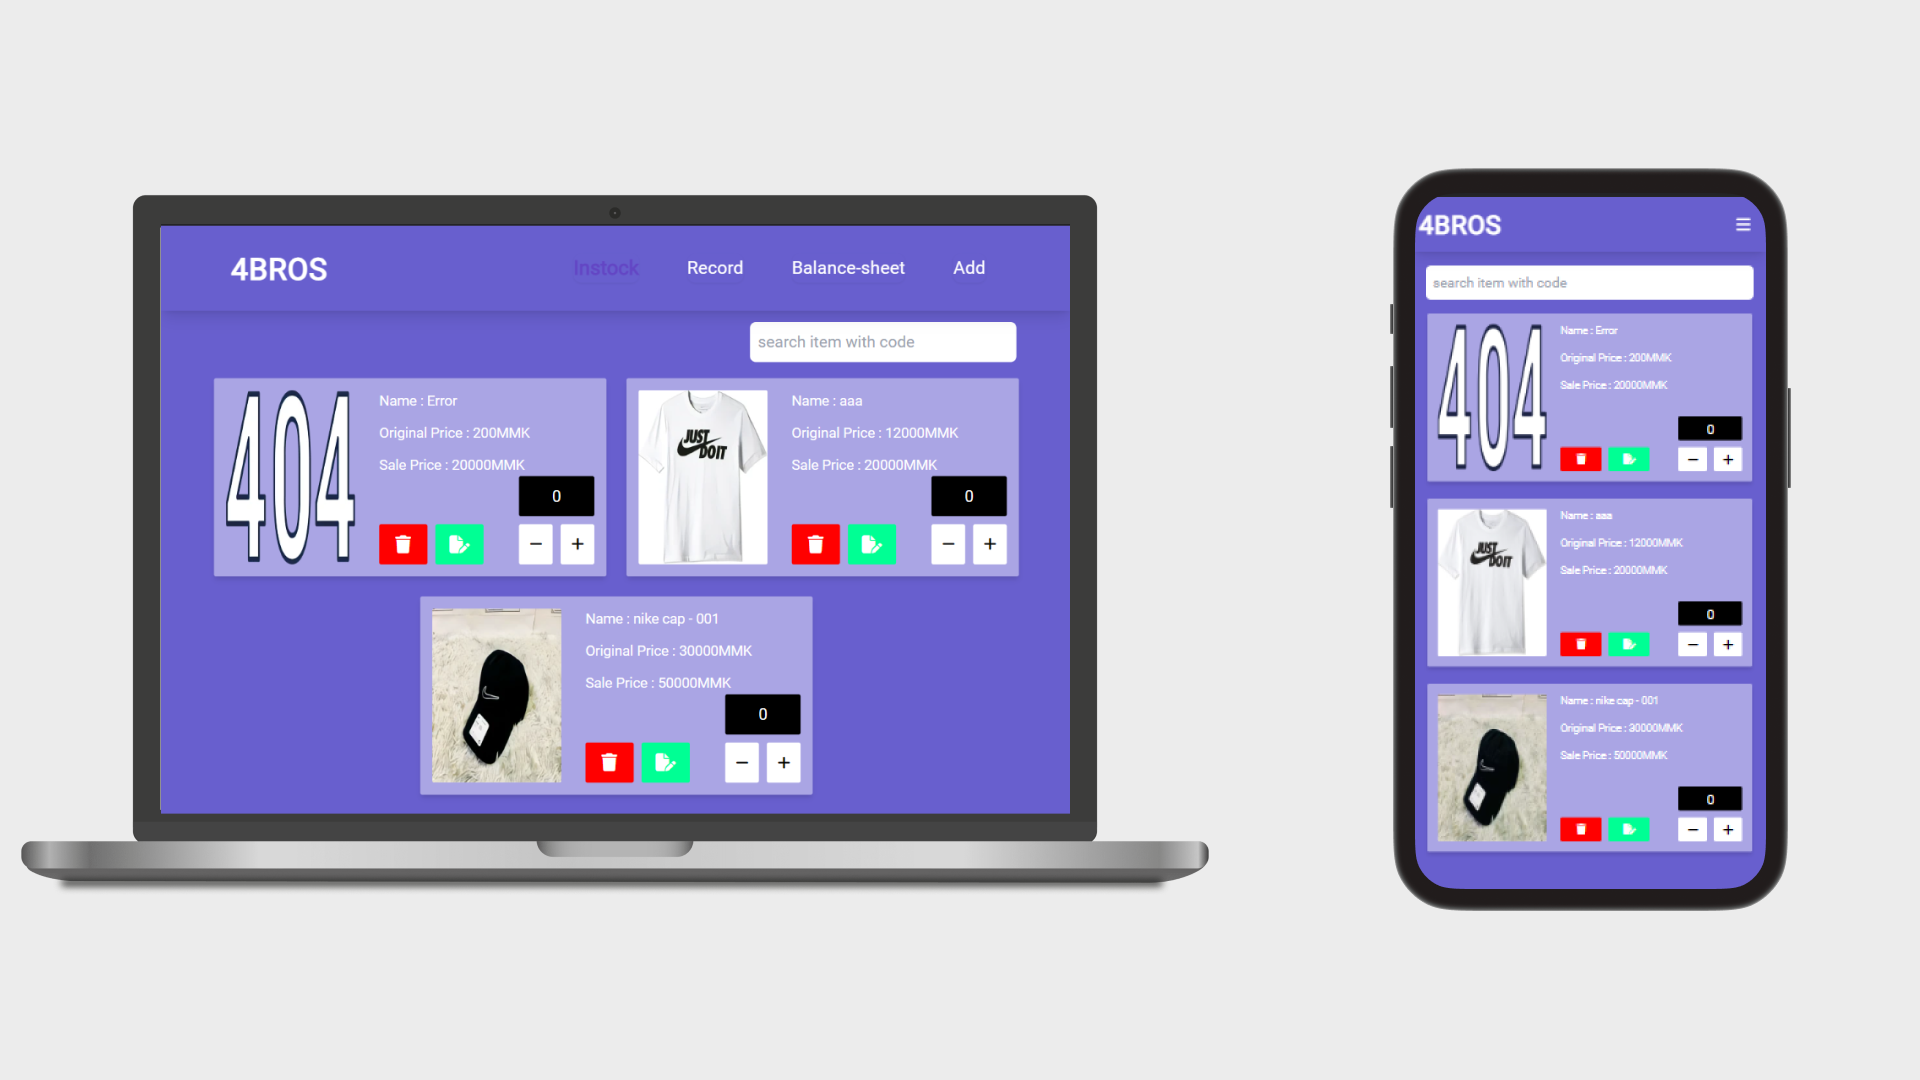 4BROS
Instock Record Balance-sheet Add
search item with code
404
Name : Error
Original Price : 200MMK
Sale Price : 20000MMK
0
− +
JUST
DO IT
Name : aaa
Original Price : 12000MMK
Sale Price : 20000MMK
0
− +
Name : nike cap - 001
Original Price : 30000MMK
Sale Price : 50000MMK
0
− +
4BROS
search item with code
404
Name : Error
Original Price : 200MMK
Sale Price : 20000MMK
0
− +
JUST
DO IT
Name : aaa
Original Price : 12000MMK
Sale Price : 20000MMK
0
− +
Name : nike cap - 001
Original Price : 30000MMK
Sale Price : 50000MMK
0
− +